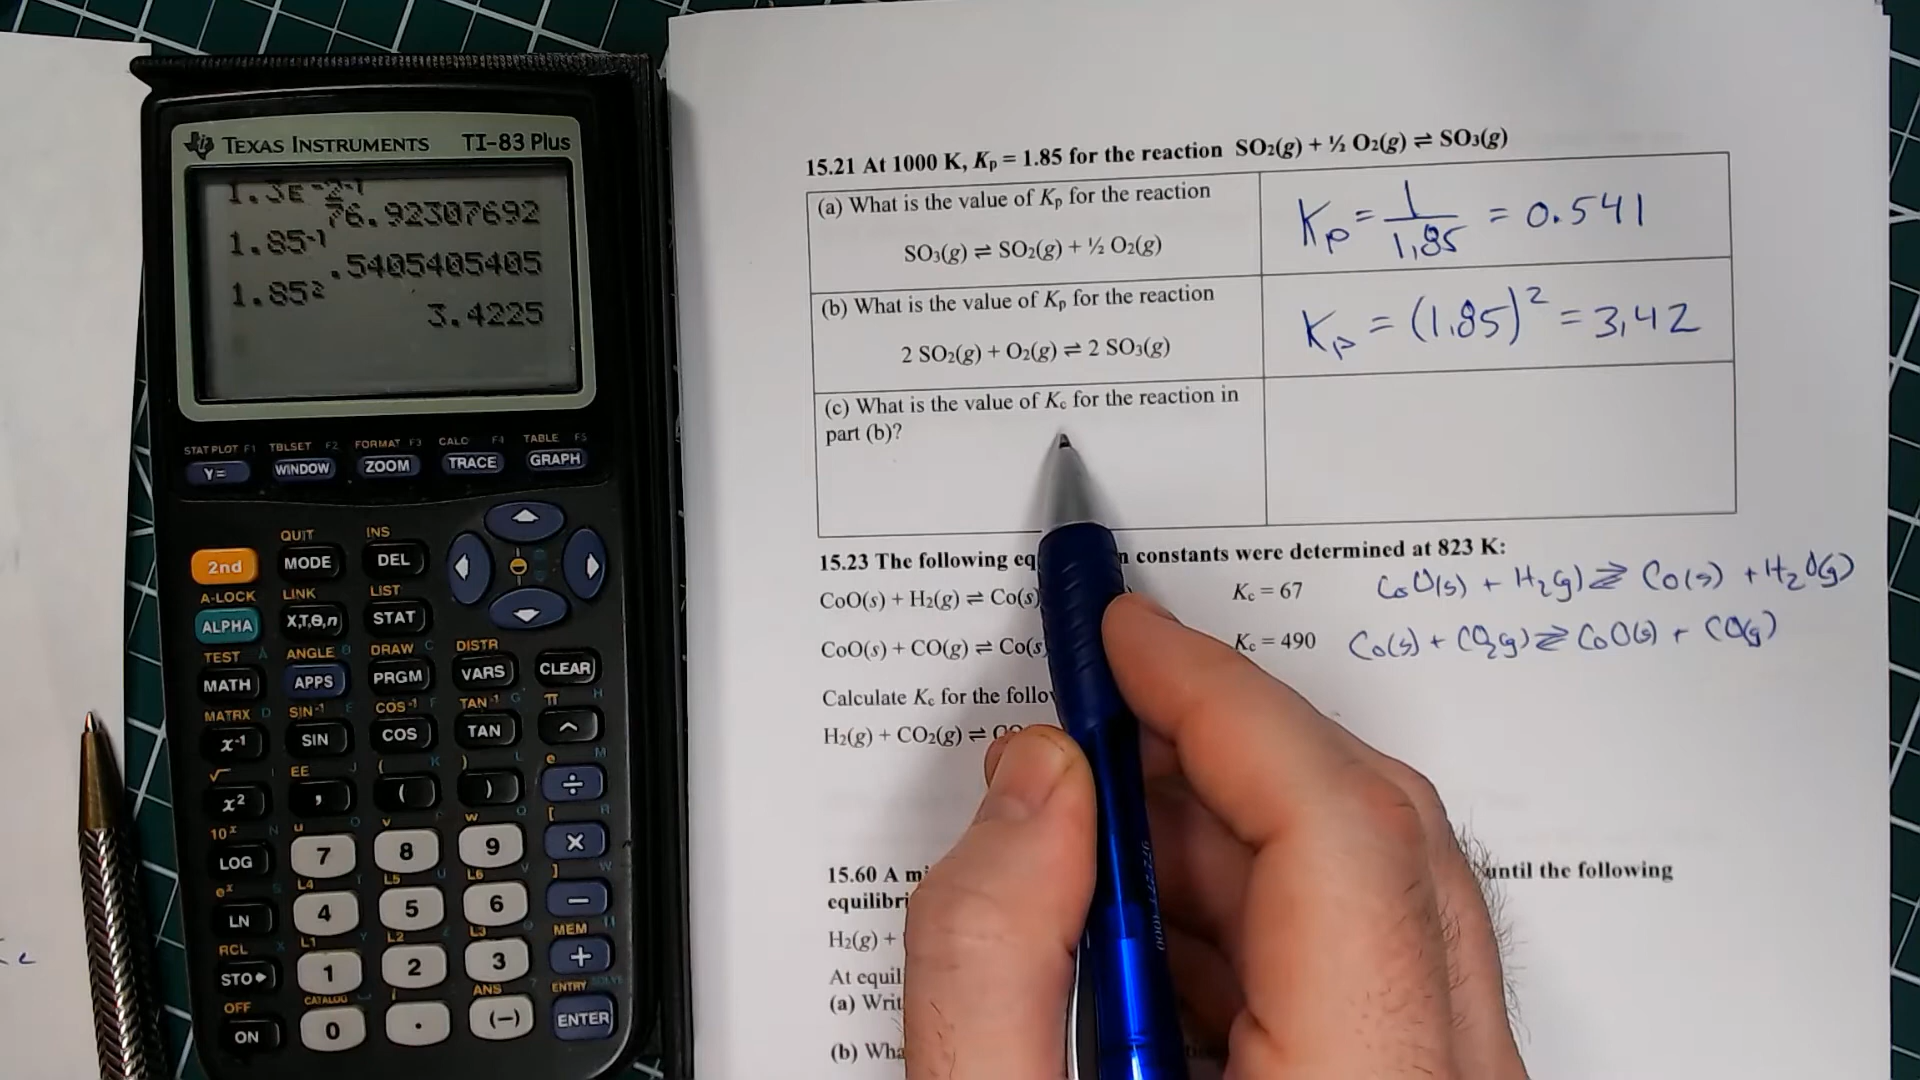 TEXAS INSTRUMENTS TI-83 Plus
1.3E-2-1
76.92307692
1.85-1
.5405405405
1.85²
3.4225
STAT PLOT F1 TBLSET F2 FORMAT F3 CALC F4 TABLE F5
Y= WINDOW ZOOM TRACE GRAPH
QUIT INS
2nd MODE DEL
A-LOCK LINK LIST
ALPHA X,T,θ,n STAT
TEST A ANGLE B DRAW C DISTR
MATH APPS PRGM VARS CLEAR
MATRX D SIN-1 E COS-1 F TAN-1 G π H
x-1 SIN COS TAN ^
√ I EE J ( K ) L e M
x² , ( ) ÷
10ˣ N u O v P w Q [ R
LOG 7 8 9 ×
eˣ S L4 T L5 U L6 V ] W
LN 4 5 6 −
RCL X L1 Y L2 Z L3 MEM
STO▸ 1 2 3 +
OFF CATALOG i ANS ENTRY SOLVE
ON 0 . (−) ENTER
15.21 At 1000 K, Kp = 1.85 for the reaction SO2(g) + ½ O2(g) ⇌ SO3(g)
(a) What is the value of Kp for the reaction
SO3(g) ⇌ SO2(g) + ½ O2(g)
Kp = 1/1.85 = 0.541
(b) What is the value of Kp for the reaction
2 SO2(g) + O2(g) ⇌ 2 SO3(g)
Kp = (1.85)² = 3.42
(c) What is the value of Kc for the reaction in
part (b)?
15.23 The following eq constants were determined at 823 K:
CoO(s) + H2(g) ⇌ Co(s) Kc = 67 CoO(s) + H2(g) ⇌ Co(s) + H2O(g)
CoO(s) + CO(g) ⇌ Co(s Kc = 490 Co(s) + CO2(g) ⇌ CoO(s) + CO(g)
Calculate Kc for the follo
H2(g) + CO2(g) ⇌
15.60 A mi until the following
equilibri
H2(g) +
At equil
(a) Writ
(b) Wha